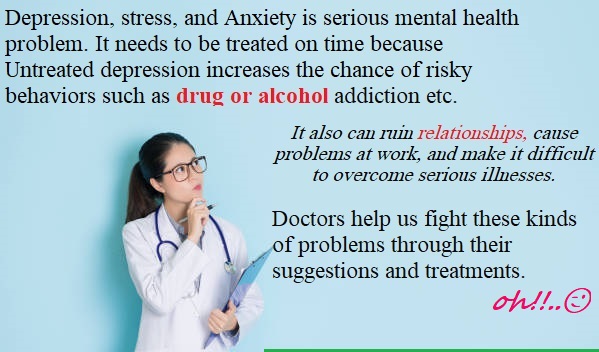 Depression, stress, and Anxiety is serious mental health
problem. It needs to be treated on time because
Untreated depression increases the chance of risky
behaviors such as drug or alcohol addiction etc.
It also can ruin relationships, cause
problems at work, and make it difficult
to overcome serious illnesses.
Doctors help us fight these kinds
of problems through their
suggestions and treatments.
oh!!..😉